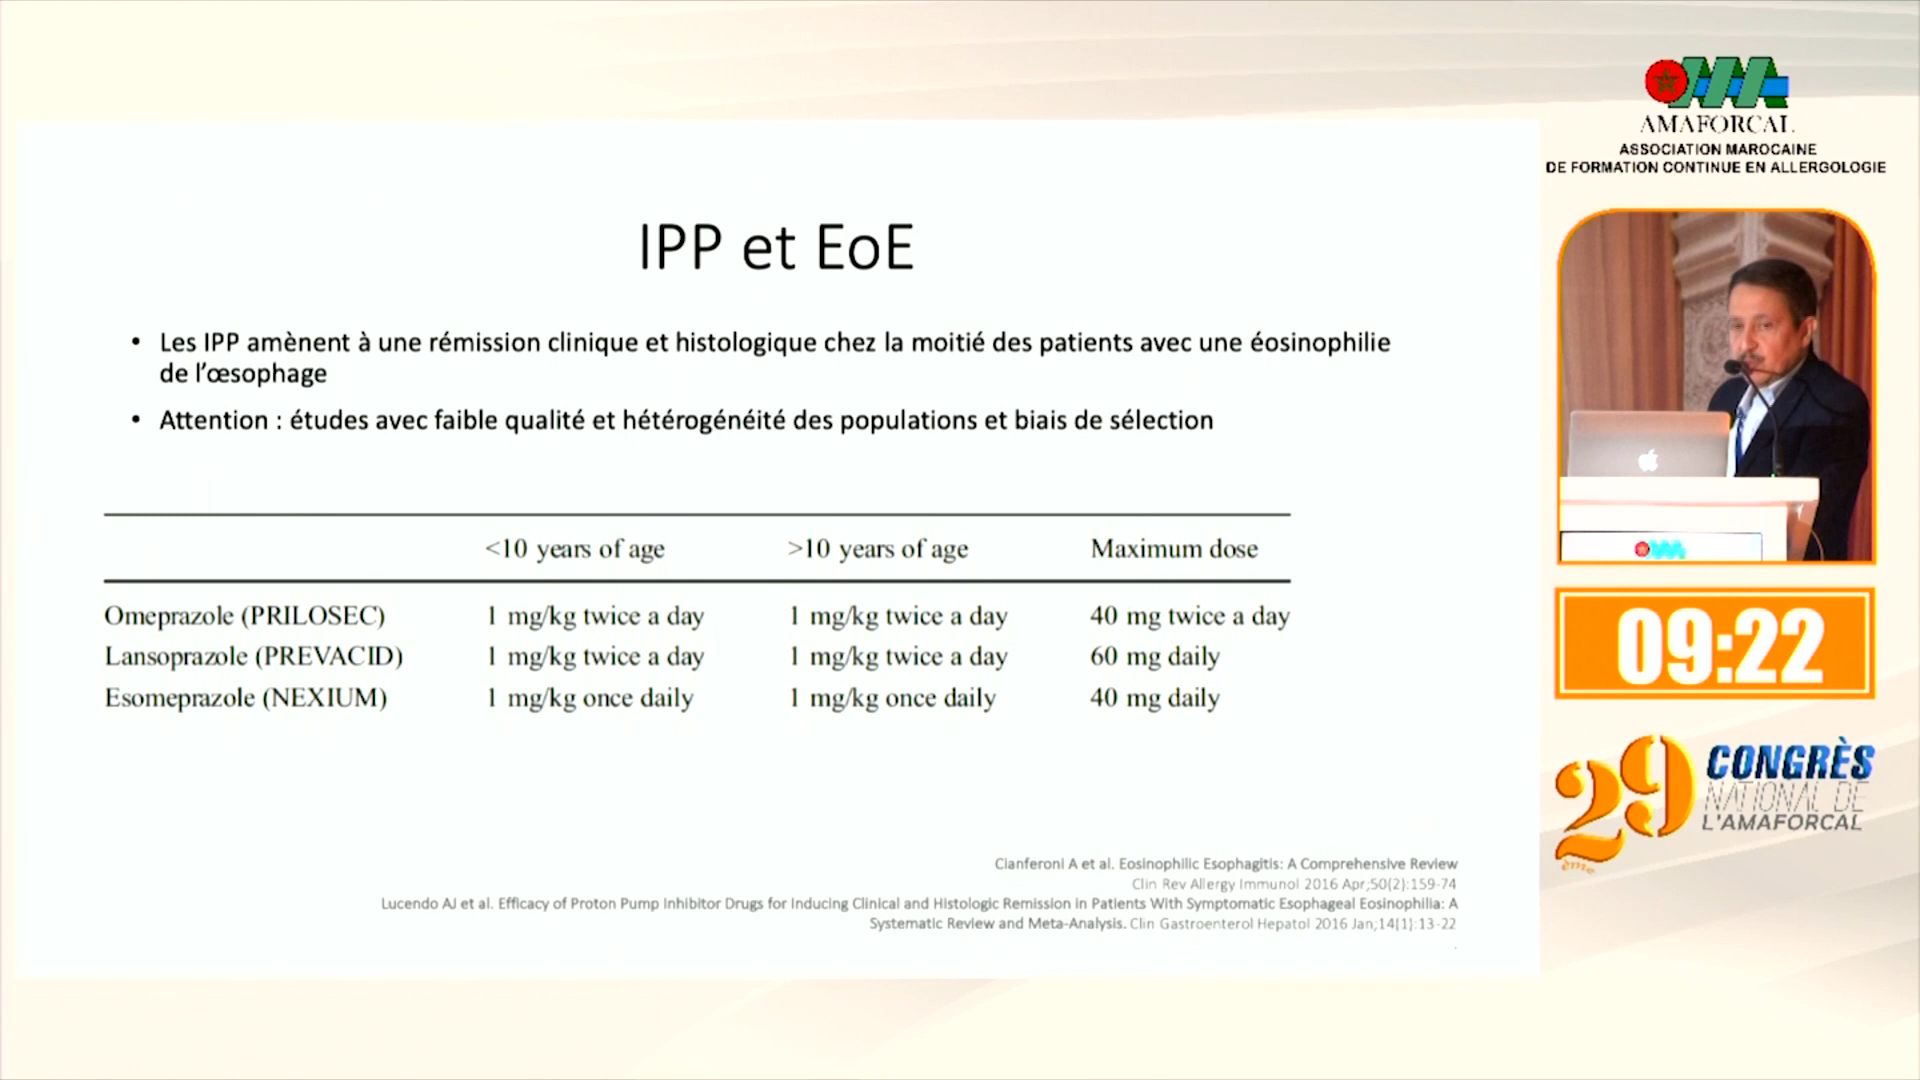 AMAFORCAL
ASSOCIATION MAROCAINE
DE FORMATION CONTINUE EN ALLERGOLOGIE
IPP et EoE
• Les IPP amènent à une rémission clinique et histologique chez la moitié des patients avec une éosinophilie
de l'œsophage
• Attention : études avec faible qualité et hétérogénéité des populations et biais de sélection
<10 years of age >10 years of age Maximum dose
Omeprazole (PRILOSEC) 1 mg/kg twice a day 1 mg/kg twice a day 40 mg twice a day
Lansoprazole (PREVACID) 1 mg/kg twice a day 1 mg/kg twice a day 60 mg daily
Esomeprazole (NEXIUM) 1 mg/kg once daily 1 mg/kg once daily 40 mg daily
Cianferoni A et al. Eosinophilic Esophagitis: A Comprehensive Review
Clin Rev Allergy Immunol 2016 Apr;50(2):159-74
Lucendo AJ et al. Efficacy of Proton Pump Inhibitor Drugs for Inducing Clinical and Histologic Remission in Patients With Symptomatic Esophageal Eosinophilia: A
Systematic Review and Meta-Analysis. Clin Gastroenterol Hepatol 2016 Jan;14(1):13-22
.
09:22
29ème CONGRÈS
NATIONAL DE
L'AMAFORCAL